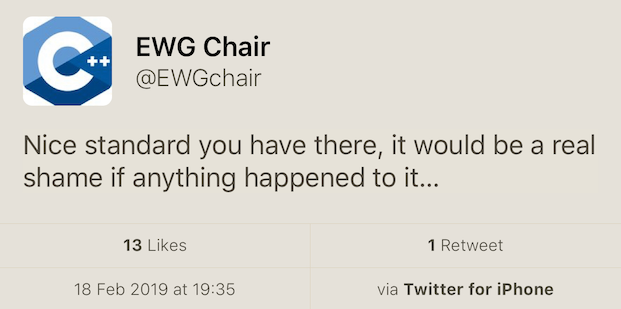 C++
EWG Chair
@EWGchair
Nice standard you have there, it would be a real
shame if anything happened to it...
13 Likes
1 Retweet
18 Feb 2019 at 19:35
via Twitter for iPhone